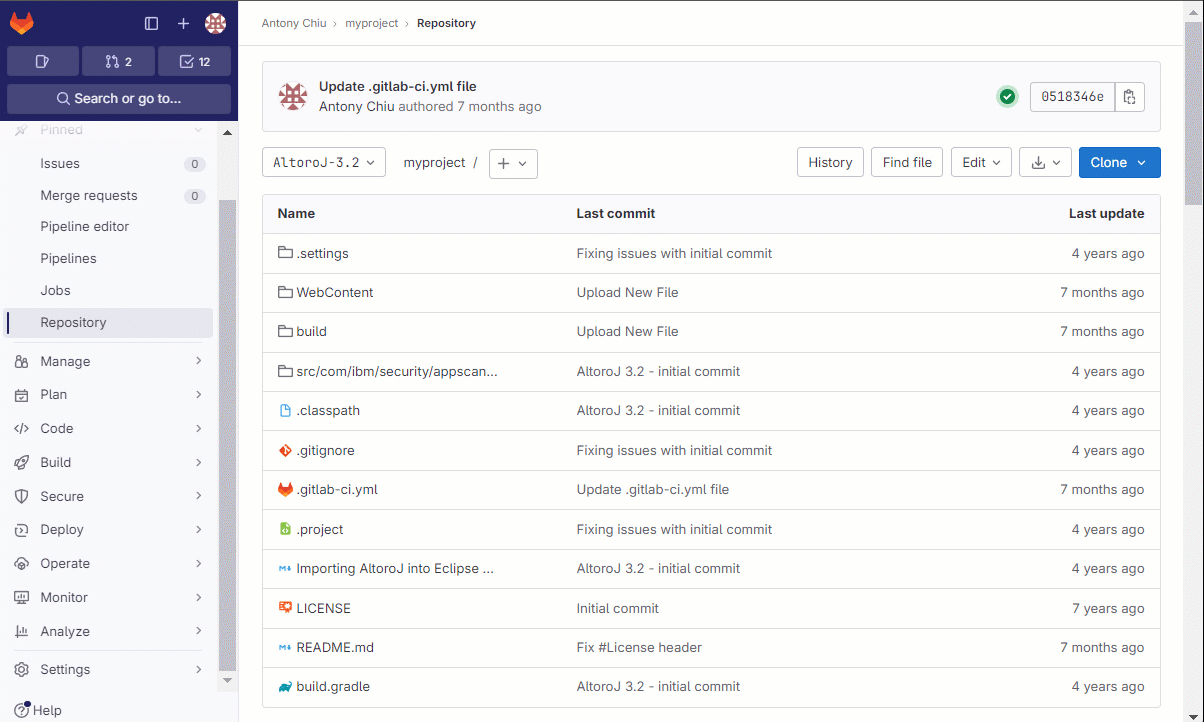 Antony Chiu › myproject › Repository
2
12
Search or go to...
Pinned
Issues 0
Merge requests 0
Pipeline editor
Pipelines
Jobs
Repository
Manage
Plan
Code
Build
Secure
Deploy
Operate
Monitor
Analyze
Settings
Help
Update .gitlab-ci.yml file
Antony Chiu authored 7 months ago
0518346e
AltoroJ-3.2 myproject / +
History Find file Edit Clone
Name Last commit Last update
.settings Fixing issues with initial commit 4 years ago
WebContent Upload New File 7 months ago
build Upload New File 7 months ago
src/com/ibm/security/appscan... AltoroJ 3.2 - initial commit 4 years ago
.classpath AltoroJ 3.2 - initial commit 4 years ago
.gitignore Fixing issues with initial commit 4 years ago
.gitlab-ci.yml Update .gitlab-ci.yml file 7 months ago
.project Fixing issues with initial commit 4 years ago
Importing AltoroJ into Eclipse ... AltoroJ 3.2 - initial commit 4 years ago
LICENSE Initial commit 7 years ago
README.md Fix #License header 7 months ago
build.gradle AltoroJ 3.2 - initial commit 4 years ago